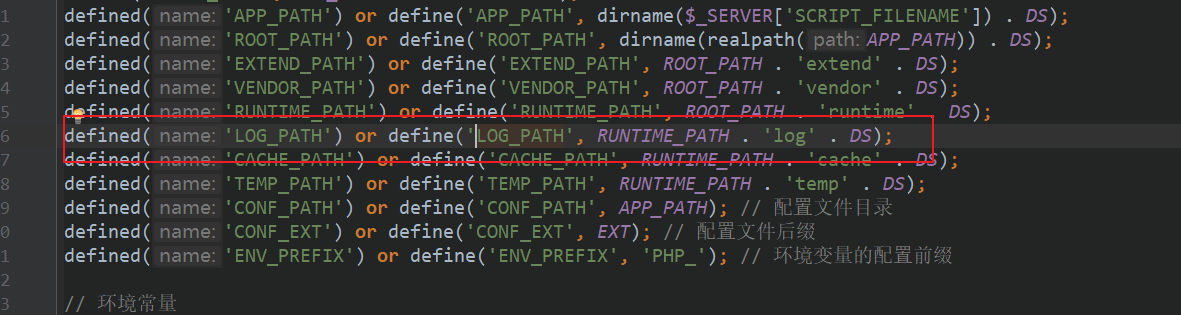 1 defined( name: 'APP_PATH') or define('APP_PATH', dirname($_SERVER['SCRIPT_FILENAME']) . DS);
2 defined( name: 'ROOT_PATH') or define('ROOT_PATH', dirname(realpath( path: APP_PATH)) . DS);
3 defined( name: 'EXTEND_PATH') or define('EXTEND_PATH', ROOT_PATH . 'extend' . DS);
4 defined( name: 'VENDOR_PATH') or define('VENDOR_PATH', ROOT_PATH . 'vendor' . DS);
5 defined( name: 'RUNTIME_PATH') or define('RUNTIME_PATH', ROOT_PATH . 'runtime' . DS);
6 defined( name: 'LOG_PATH') or define('LOG_PATH', RUNTIME_PATH . 'log' . DS);
7 defined( name: 'CACHE_PATH') or define('CACHE_PATH', RUNTIME_PATH . 'cache' . DS);
8 defined( name: 'TEMP_PATH') or define('TEMP_PATH', RUNTIME_PATH . 'temp' . DS);
9 defined( name: 'CONF_PATH') or define('CONF_PATH', APP_PATH); // 配置文件目录
0 defined( name: 'CONF_EXT') or define('CONF_EXT', EXT); // 配置文件后缀
1 defined( name: 'ENV_PREFIX') or define('ENV_PREFIX', 'PHP_'); // 环境变量的配置前缀
3 // 环境常量